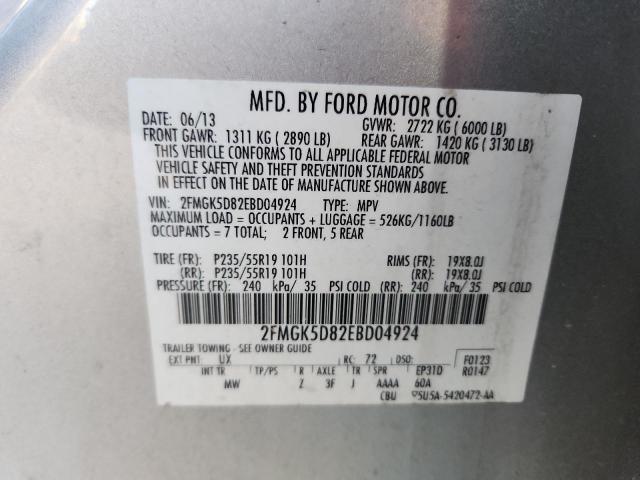 MFD. BY FORD MOTOR CO.
DATE: 06/13 GVWR: 2722 KG ( 6000 LB)
FRONT GAWR: 1311 KG ( 2890 LB) REAR GAWR: 1420 KG ( 3130 LB)
THIS VEHICLE CONFORMS TO ALL APPLICABLE FEDERAL MOTOR
VEHICLE SAFETY AND THEFT PREVENTION STANDARDS
IN EFFECT ON THE DATE OF MANUFACTURE SHOWN ABOVE.
VIN: 2FMGK5D82EBD04924 TYPE: MPV
MAXIMUM LOAD = OCCUPANTS + LUGGAGE = 526KG/1160LB
OCCUPANTS = 7 TOTAL; 2 FRONT, 5 REAR
TIRE (FR): P235/55R19 101H RIMS (FR): 19X8.0J
(RR): P235/55R19 101H (RR): 19X8.0J
PRESSURE (FR): 240 kPa/ 35 PSI COLD (RR): 240 kPa/ 35 PSI COLD
2FMGK5D82EBD04924
TRAILER TOWING - SEE OWNER GUIDE
EXT PNT: UX RC: 72 DSO: F0123
INT TR TP/PS R AXLE TR SPR EP31D R0147
MW Z 3F J AAAA 60A
CBU 5U5A-5420472-AA